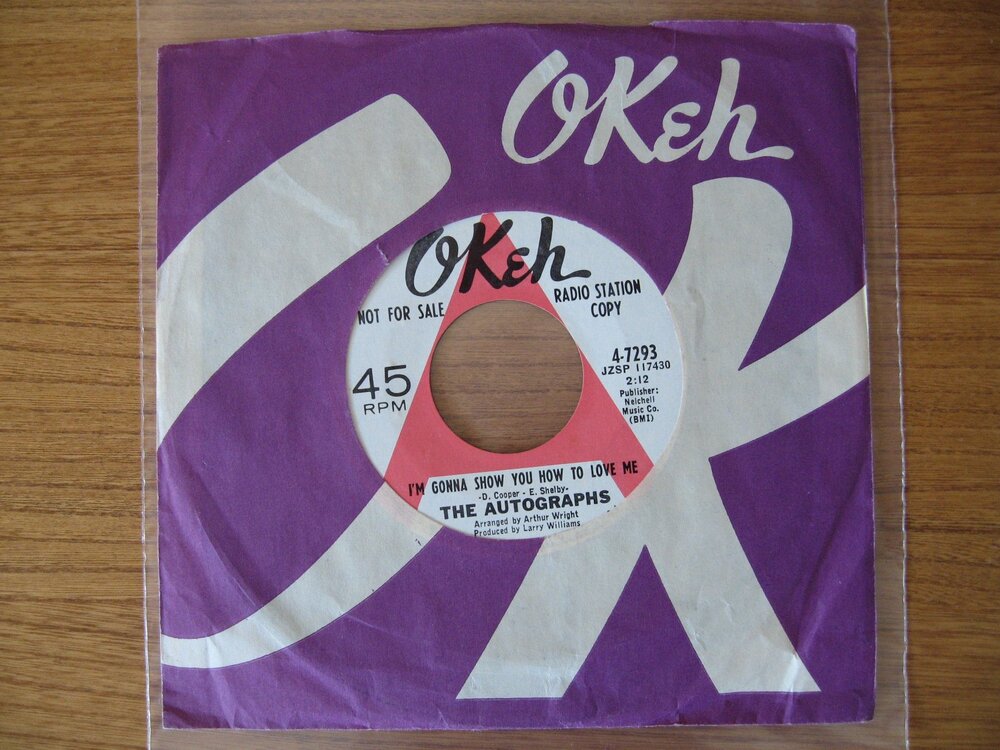 OKeh
OK
OKeh
NOT FOR SALE
RADIO STATION
COPY
45
RPM
4-7293
JZSP 117430
2:12
Publisher:
Nelchell
Music Co.
(BMI)
I'M GONNA SHOW YOU HOW TO LOVE ME
-D. Cooper - E. Shelby-
THE AUTOGRAPHS
Arranged by Arthur Wright
Produced by Larry Williams